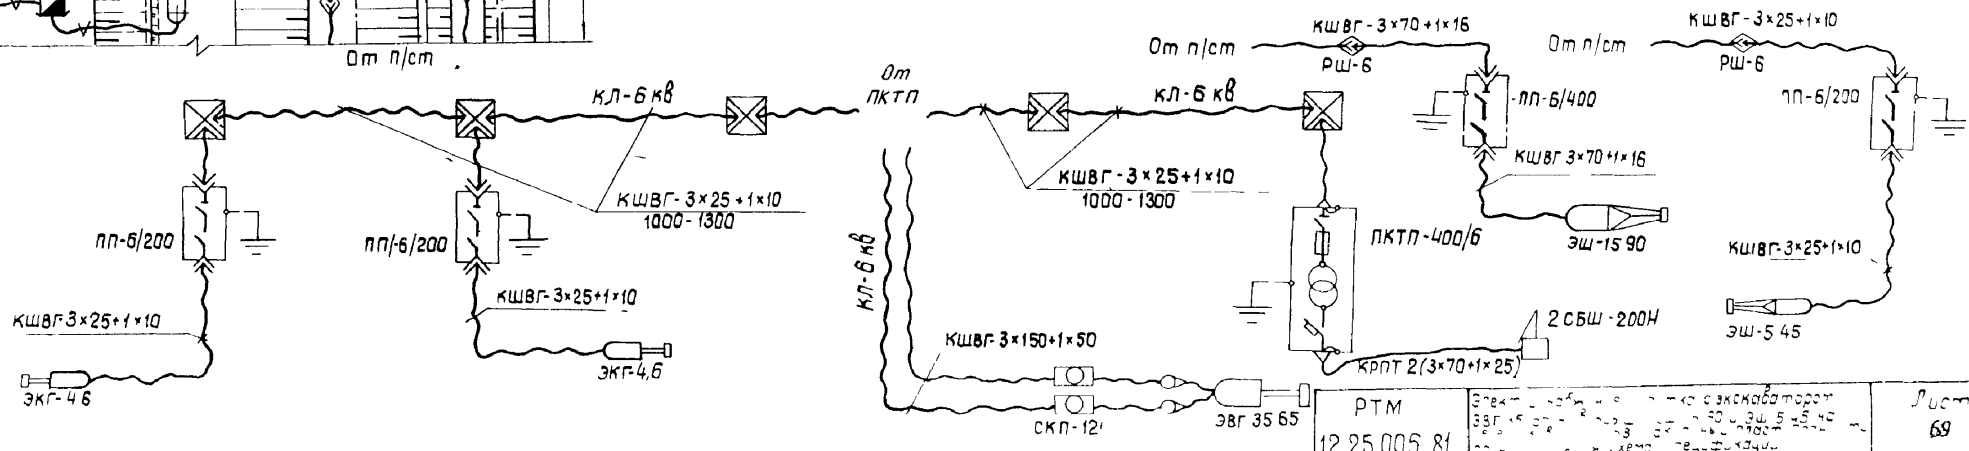 От п/ст
КЛ-6 кв
КШВГ-3×25+1×10
1000-1300
ПП-6/200
ПП-6/200
КШВГ-3×25+1×10
КШВГ-3×25+1×10
ЭКГ-4,6
ЭКГ-4 6
От
ПКТП
КЛ-6 кв
КШВГ-3×25+1×10
1000-1300
КЛ-6 кв
КШВГ-3×150+1×50
СКП-12
ЭВГ 35 65
От п/ст
КШВГ-3×70+1×16
РШ-6
ПП-6/400
КШВГ 3×70+1×16
ЭШ-15 90
ПКТП-400/6
2 СБШ-200Н
КРПТ 2(3×70+1×25)
От п/ст
КШВГ-3×25+1×10
РШ-6
ПП-6/200
КШВГ-3×25+1×10
ЭШ-5 45
РТМ
12 25.005 81
Лист
69